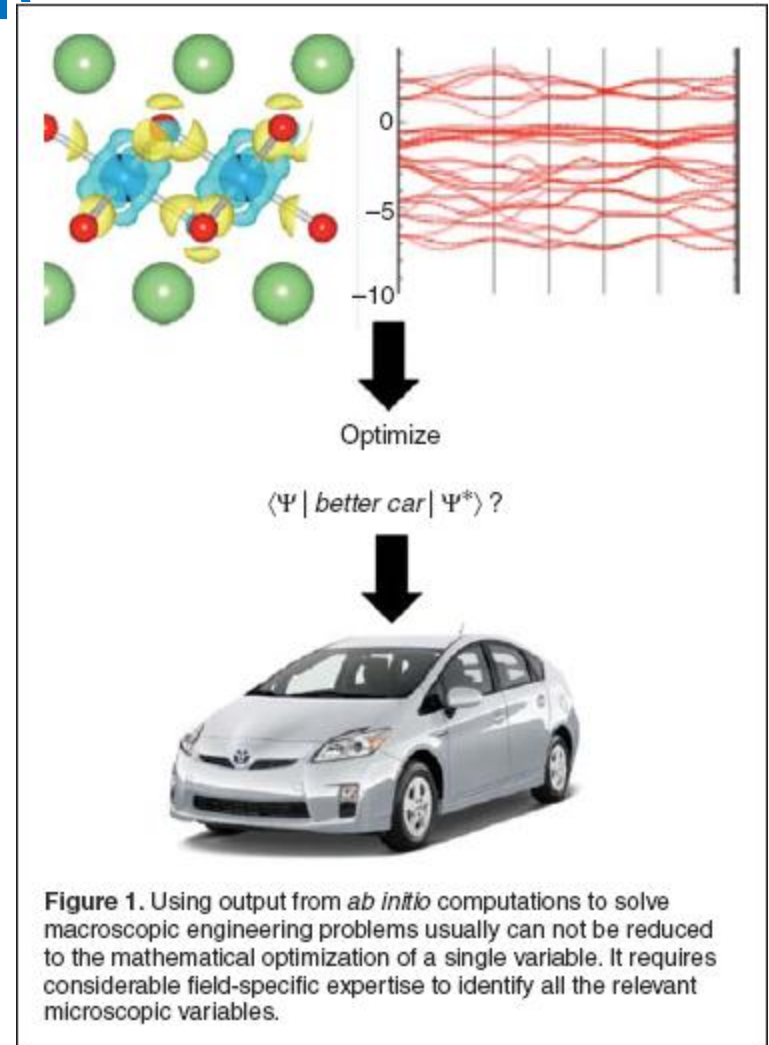 0
−5
−10
Optimize
⟨Ψ | better car | Ψ*⟩ ?
Figure 1. Using output from ab initio computations to solve
macroscopic engineering problems usually can not be reduced
to the mathematical optimization of a single variable. It requires
considerable field-specific expertise to identify all the relevant
microscopic variables.